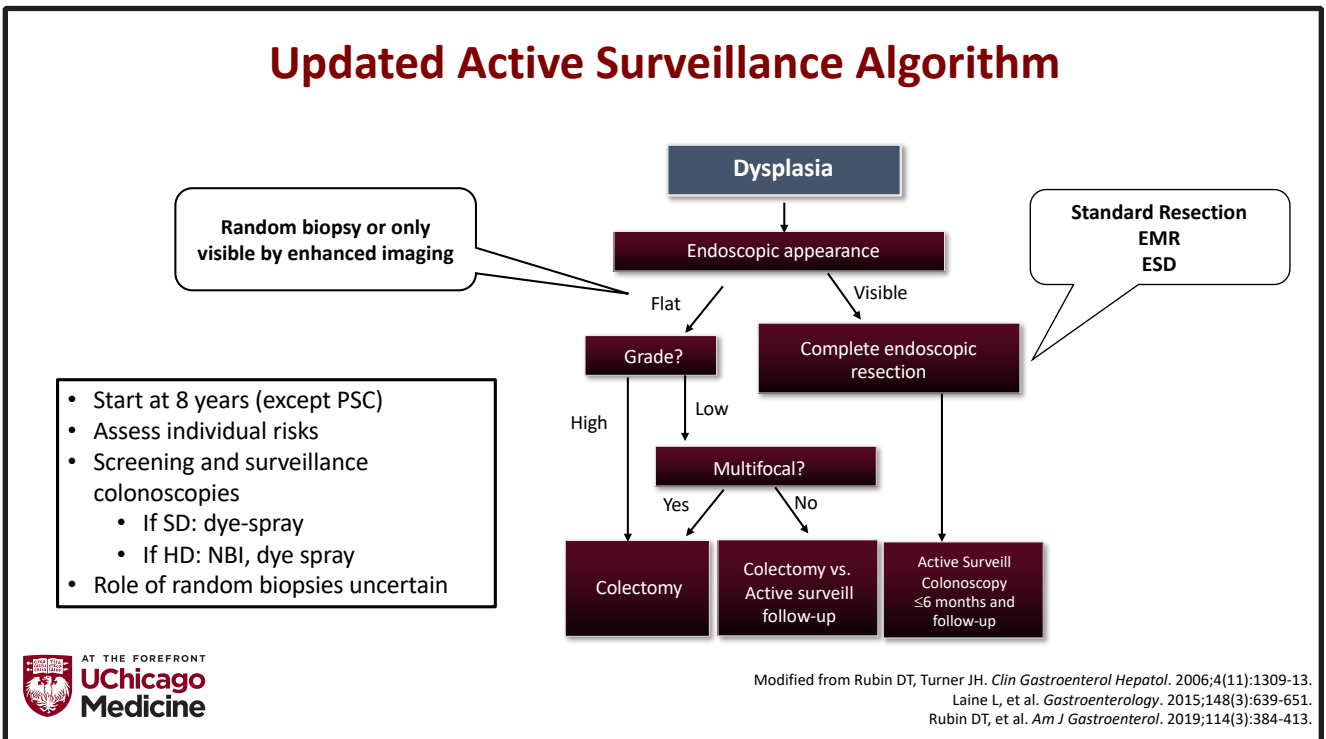 Updated Active Surveillance Algorithm
Dysplasia
Random biopsy or only
visible by enhanced imaging
Standard Resection
EMR
ESD
Endoscopic appearance
Flat
Visible
Grade?
Complete endoscopic
resection
• Start at 8 years (except PSC)
• Assess individual risks
• Screening and surveillance
colonoscopies
• If SD: dye-spray
• If HD: NBI, dye spray
• Role of random biopsies uncertain
High
Low
Multifocal?
Yes
No
Colectomy
Colectomy vs.
Active surveill
follow-up
Active Surveill
Colonoscopy
≤6 months and
follow-up
AT THE FOREFRONT
UChicago
Medicine
Modified from Rubin DT, Turner JH. Clin Gastroenterol Hepatol. 2006;4(11):1309-13.
Laine L, et al. Gastroenterology. 2015;148(3):639-651.
Rubin DT, et al. Am J Gastroenterol. 2019;114(3):384-413.